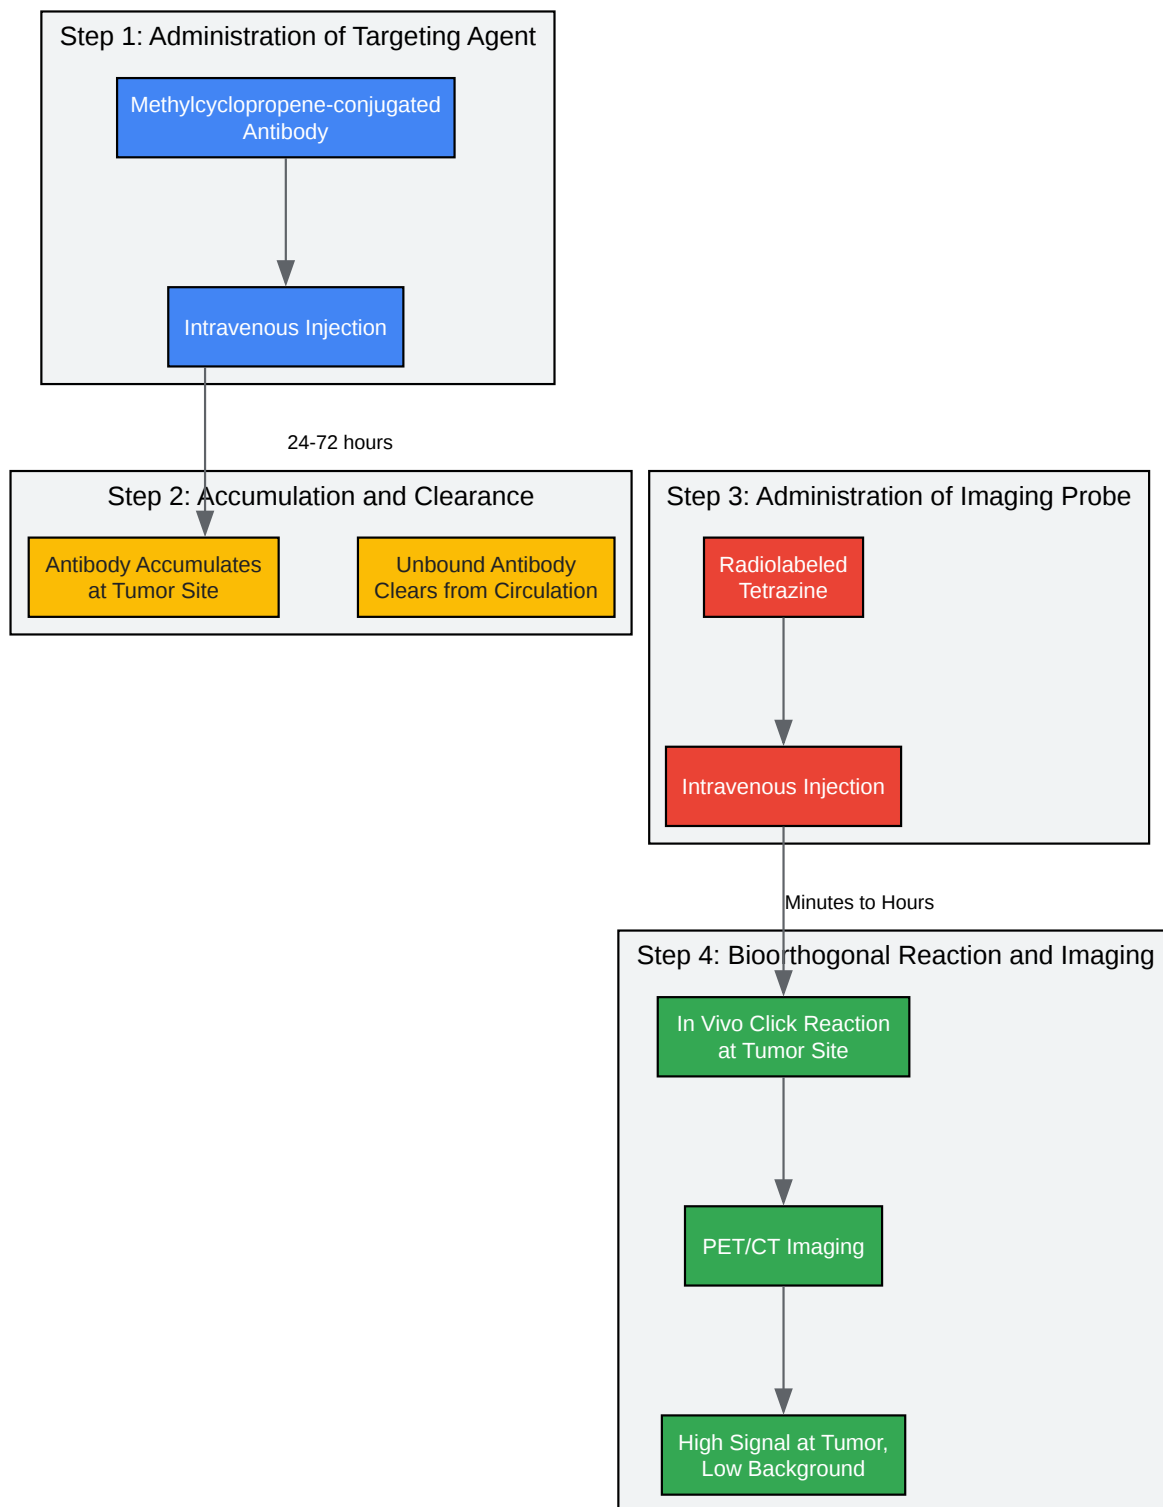 Step 1: Administration of Targeting Agent
Methylcyclopropene-conjugated
Antibody
Intravenous Injection
24-72 hours
Step 2: Accumulation and Clearance
Antibody Accumulates
at Tumor Site
Unbound Antibody
Clears from Circulation
Step 3: Administration of Imaging Probe
Radiolabeled
Tetrazine
Intravenous Injection
Minutes to Hours
Step 4: Bioorthogonal Reaction and Imaging
In Vivo Click Reaction
at Tumor Site
PET/CT Imaging
High Signal at Tumor,
Low Background